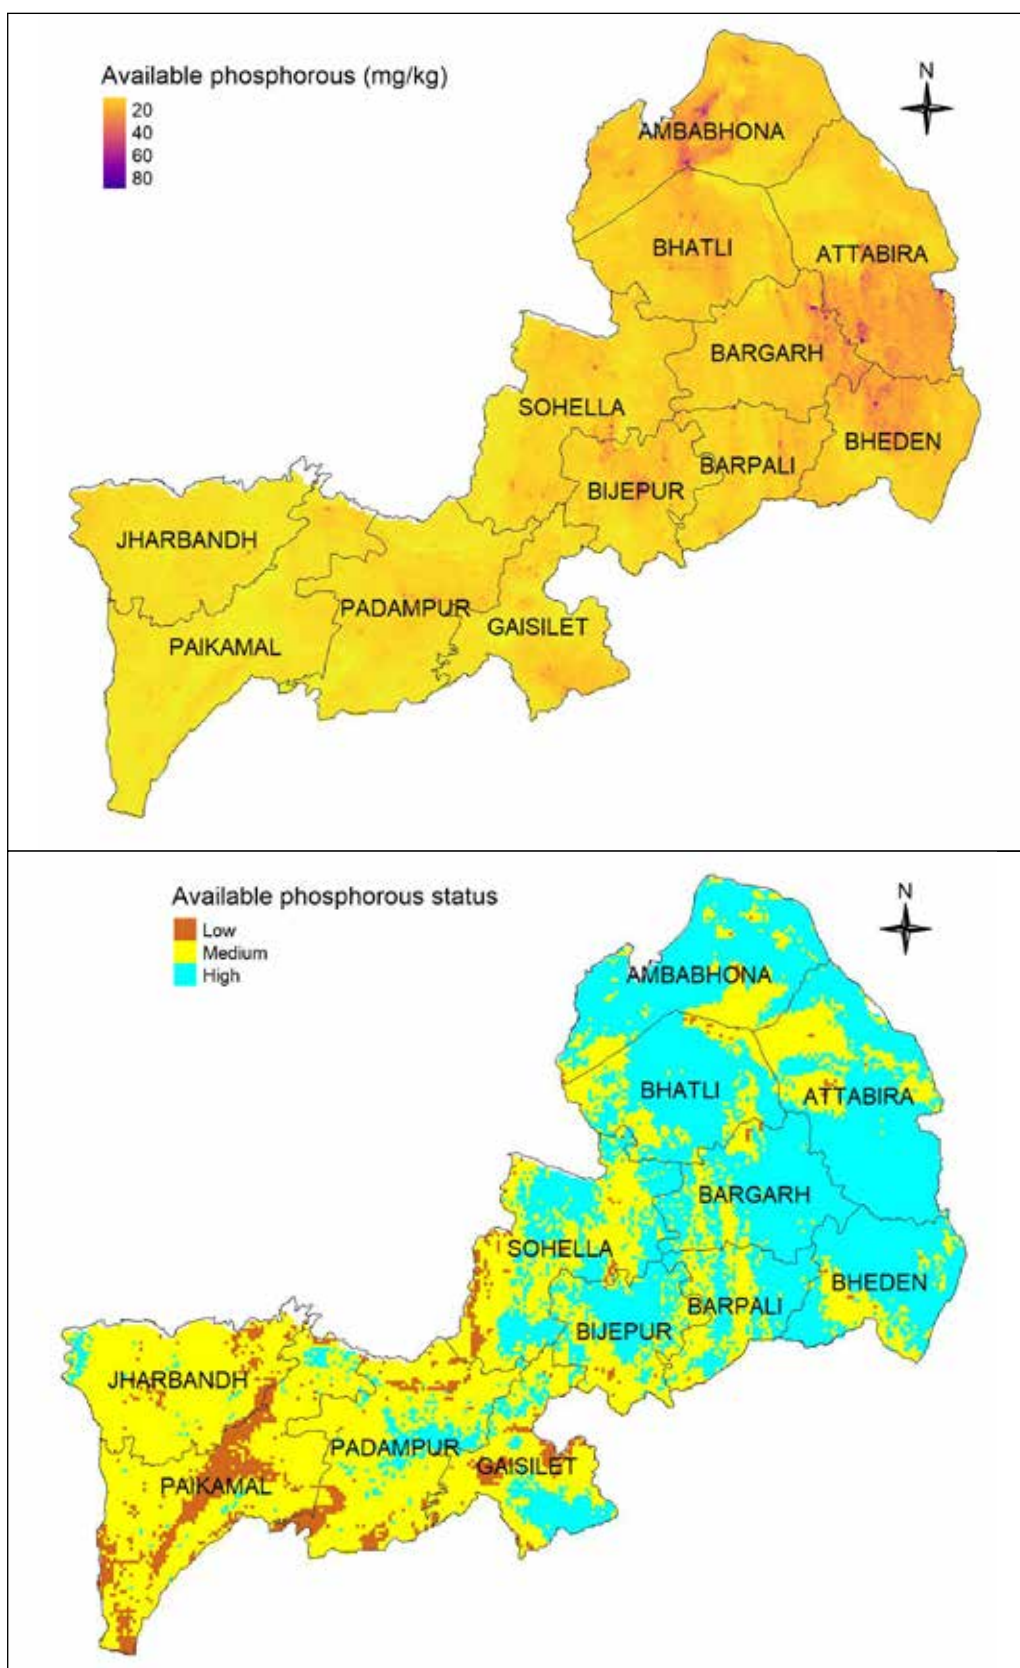 Available phosphorous (mg/kg)
20
40
60
80
N
AMBABHONA
BHATLI
ATTABIRA
BARGARH
SOHELLA
BHEDEN
BARPALI
BIJEPUR
JHARBANDH
PADAMPUR
GAISILET
PAIKAMAL
Available phosphorous status
Low
Medium
High
N
AMBABHONA
BHATLI
ATTABIRA
BARGARH
SOHELLA
BHEDEN
BARPALI
BIJEPUR
JHARBANDH
PADAMPUR
GAISILET
PAIKAMAL